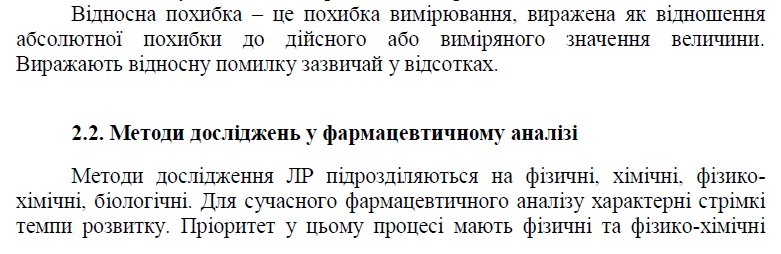 Відносна похибка – це похибка вимірювання, виражена як відношення
абсолютної похибки до дійсного або виміряного значення величини.
Виражають відносну помилку зазвичай у відсотках.
2.2. Методи досліджень у фармацевтичному аналізі
Методи дослідження ЛР підрозділяються на фізичні, хімічні, фізико-
хімічні, біологічні. Для сучасного фармацевтичного аналізу характерні стрімкі
темпи розвитку. Пріоритет у цьому процесі мають фізичні та фізико-хімічні